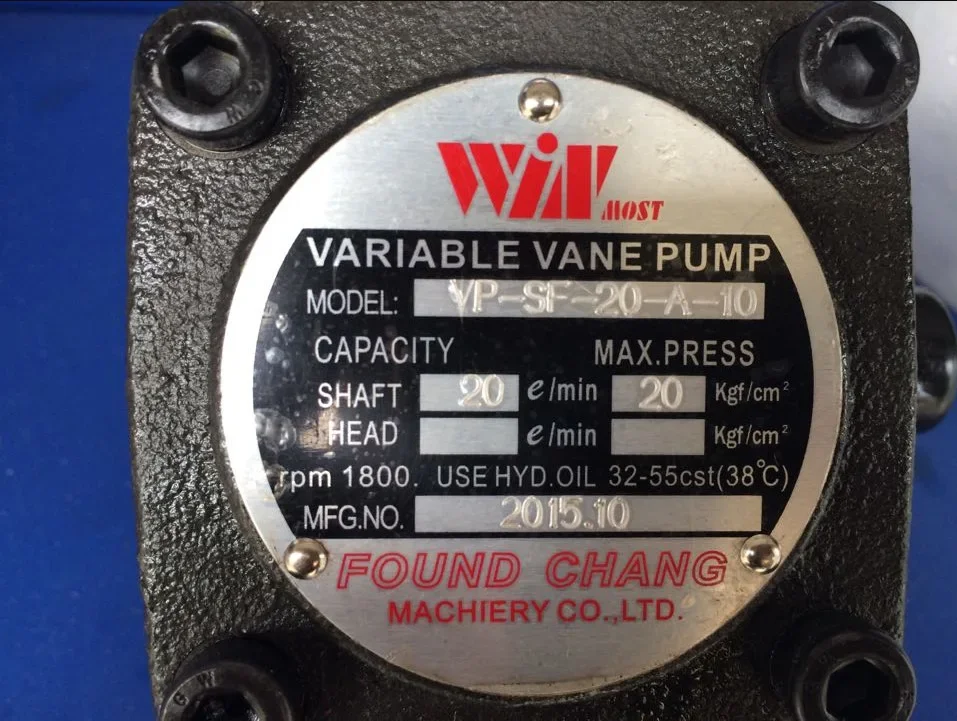 WiN MOST
VARIABLE VANE PUMP
MODEL: VP-SF-20-A-10
CAPACITY MAX.PRESS
SHAFT 20 ℓ/min 20 Kgf/cm²
HEAD ℓ/min Kgf/cm²
rpm 1800. USE HYD.OIL 32-55cst(38℃)
MFG.NO. 2015.10
FOUND CHANG
MACHIERY CO.,LTD.